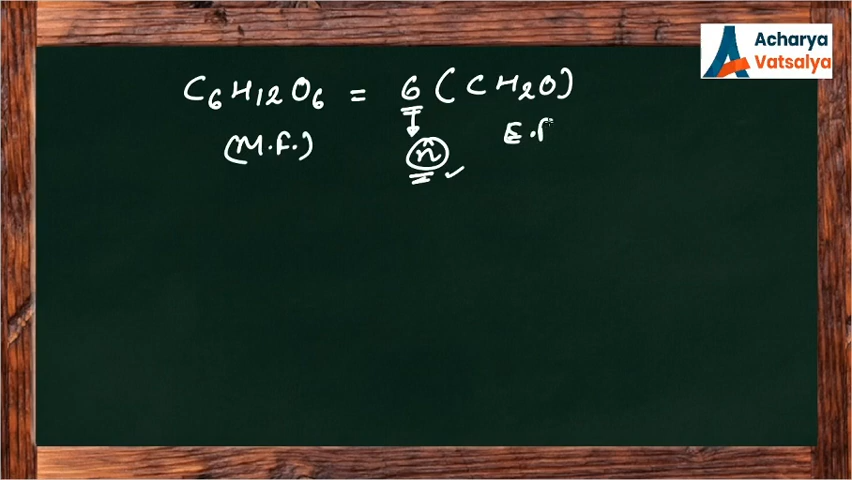 Acharya
Vatsalya
C6H12O6 = 6 (CH2O)
(M.F.) n E.F